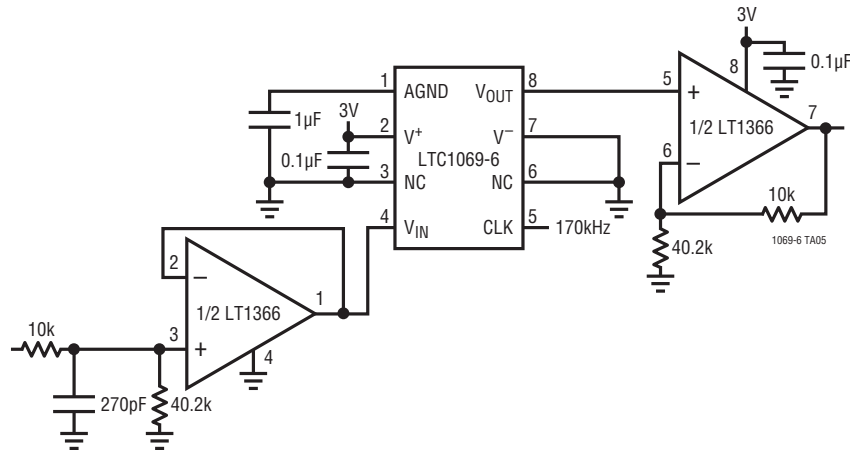 3V
8
0.1µF
1
AGND
VOUT
8
5
+
1/2 LT1366
7
1µF
3V
2
V+
V–
7
6
–
LTC1069-6
0.1µF
3
NC
NC
6
10k
4
VIN
CLK
5
170kHz
40.2k
1069-6 TA05
2
–
1/2 LT1366
1
10k
3
+
4
270pF
40.2k